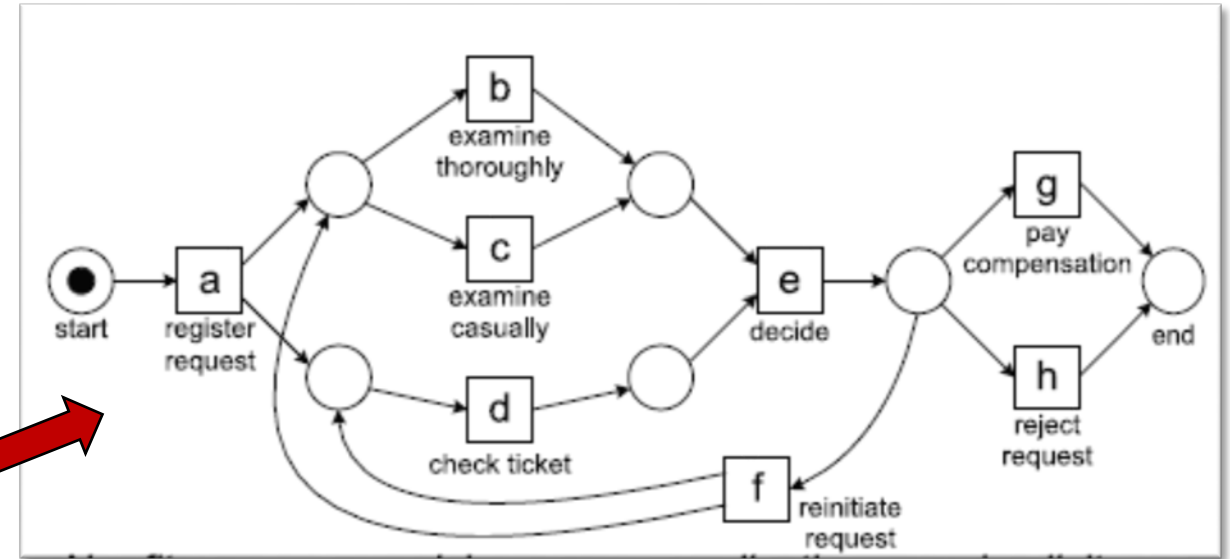 b
examine
thoroughly
g
pay
compensation
a
c
e
start
register
request
examine
casually
decide
end
d
h
check ticket
reject
request
f
reinitiate
request